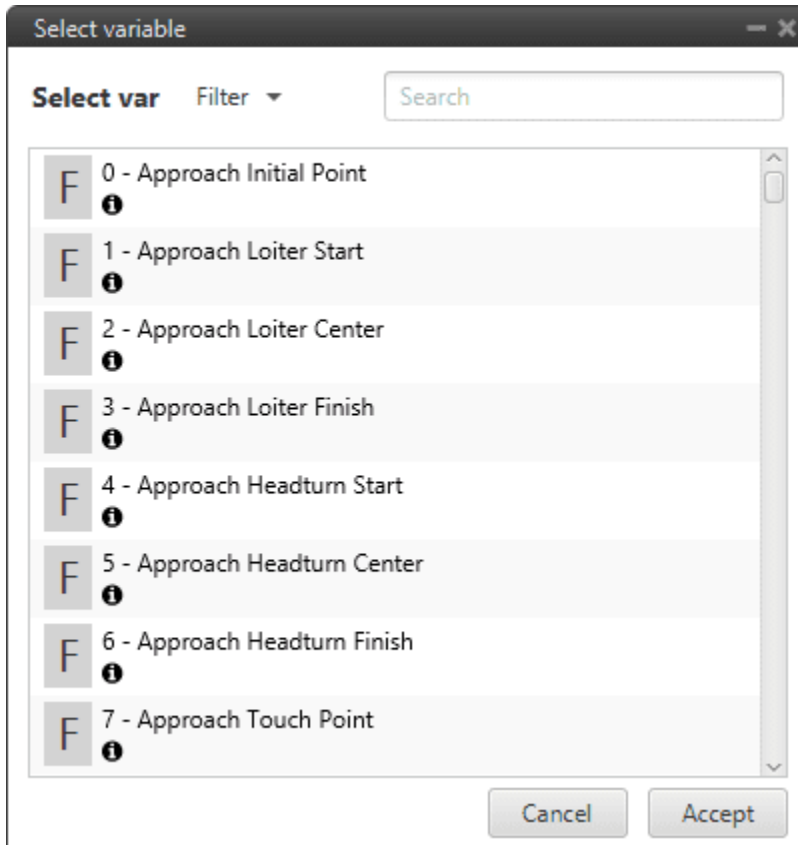 Select variable
Select var Filter Search
F 0 - Approach Initial Point
F 1 - Approach Loiter Start
F 2 - Approach Loiter Center
F 3 - Approach Loiter Finish
F 4 - Approach Headturn Start
F 5 - Approach Headturn Center
F 6 - Approach Headturn Finish
F 7 - Approach Touch Point
Cancel Accept